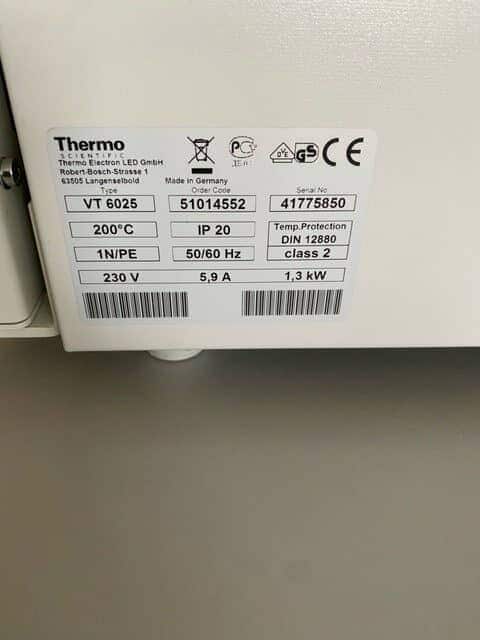 Thermo
SCIENTIFIC
Thermo Electron LED GmbH
Robert-Bosch-Strasse 1
63505 Langenselbold
Made in Germany
Type Order Code Serial No
VT 6025 51014552 41775850
200°C IP 20 Temp.Protection
DIN 12880
1N/PE 50/60 Hz class 2
230 V 5,9 A 1,3 kW
GS CE